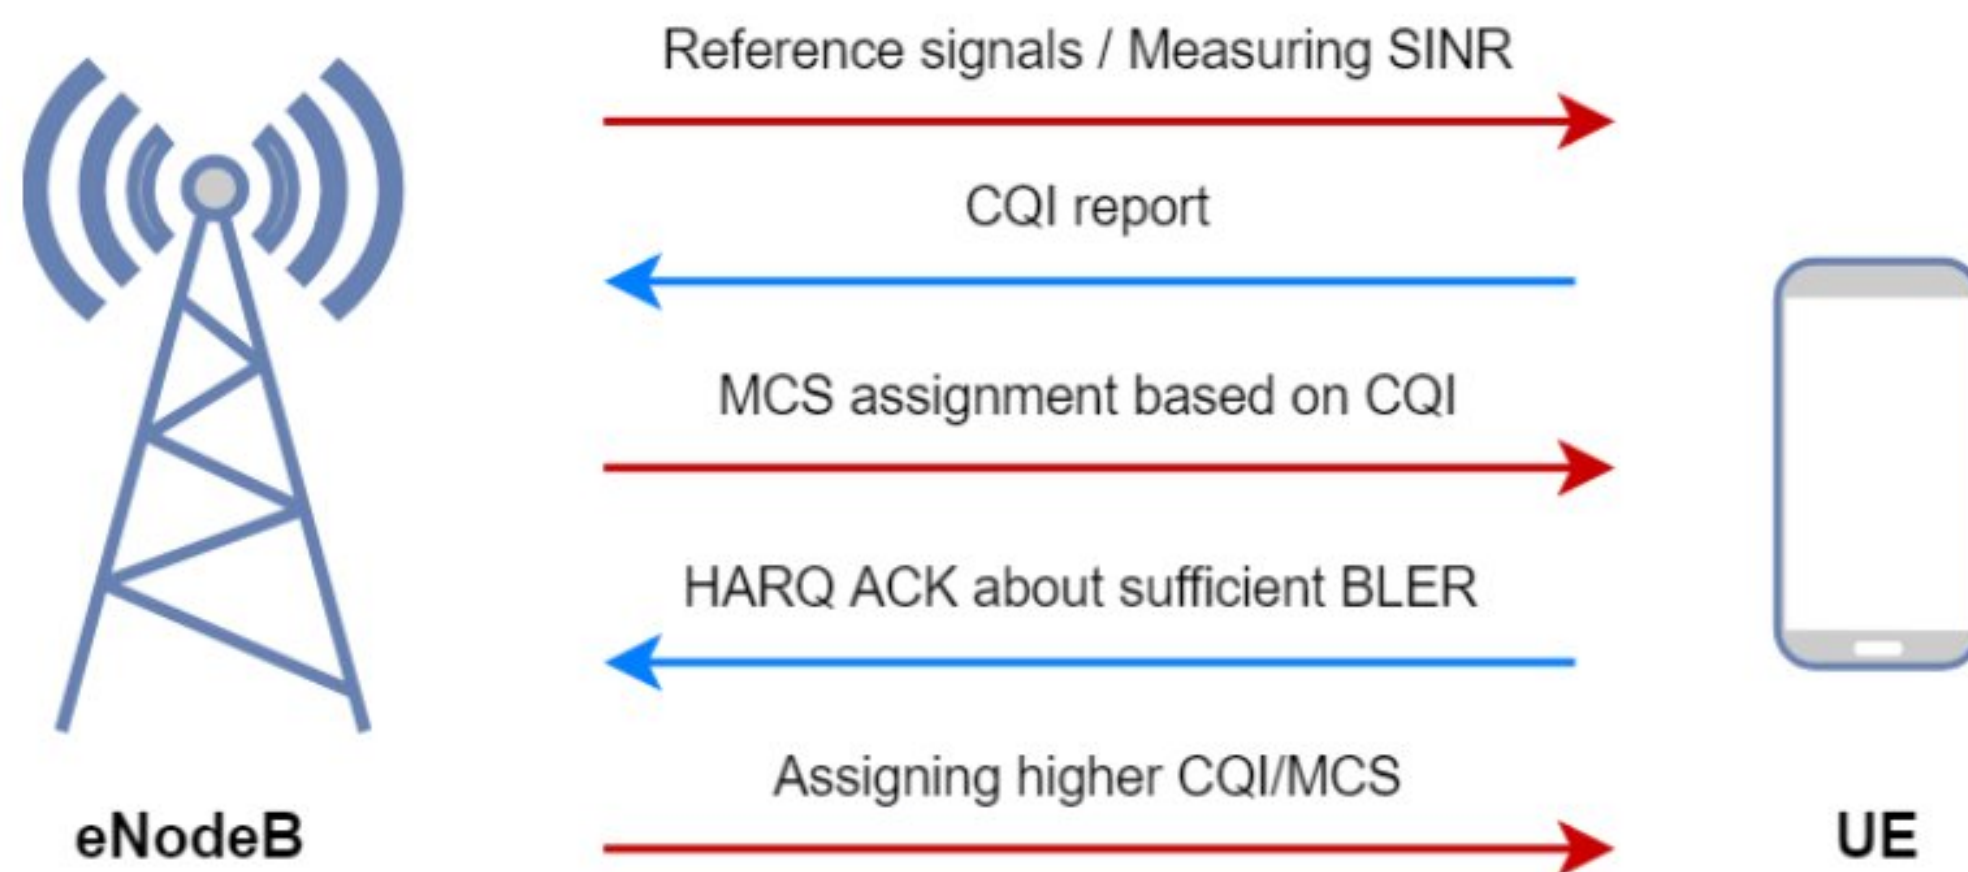 Reference signals / Measuring SINR
CQI report
MCS assignment based on CQI
HARQ ACK about sufficient BLER
Assigning higher CQI/MCS
eNodeB
UE